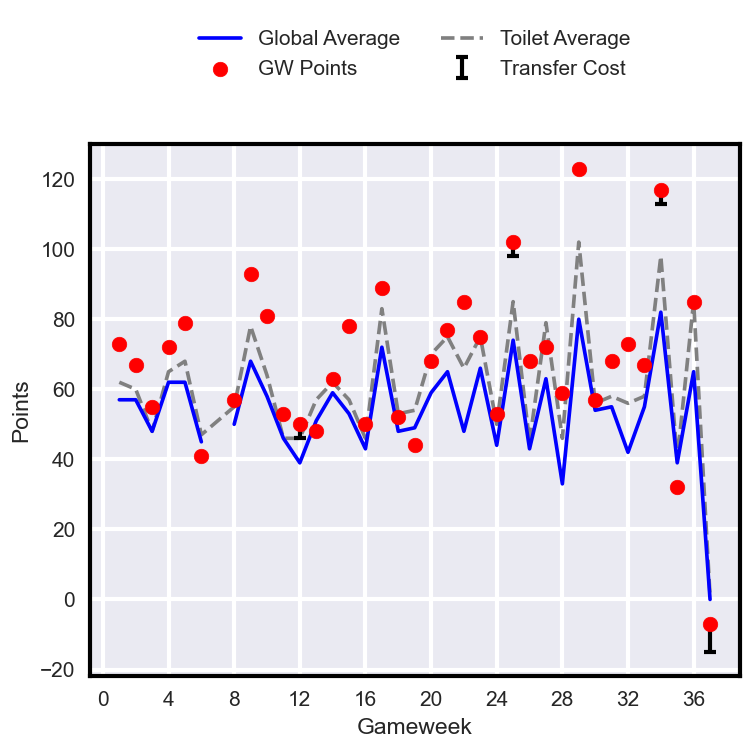 Global Average
Toilet Average
GW Points
Transfer Cost
120
100
80
60
40
20
0
−20
Points
0 4 8 12 16 20 24 28 32 36
Gameweek